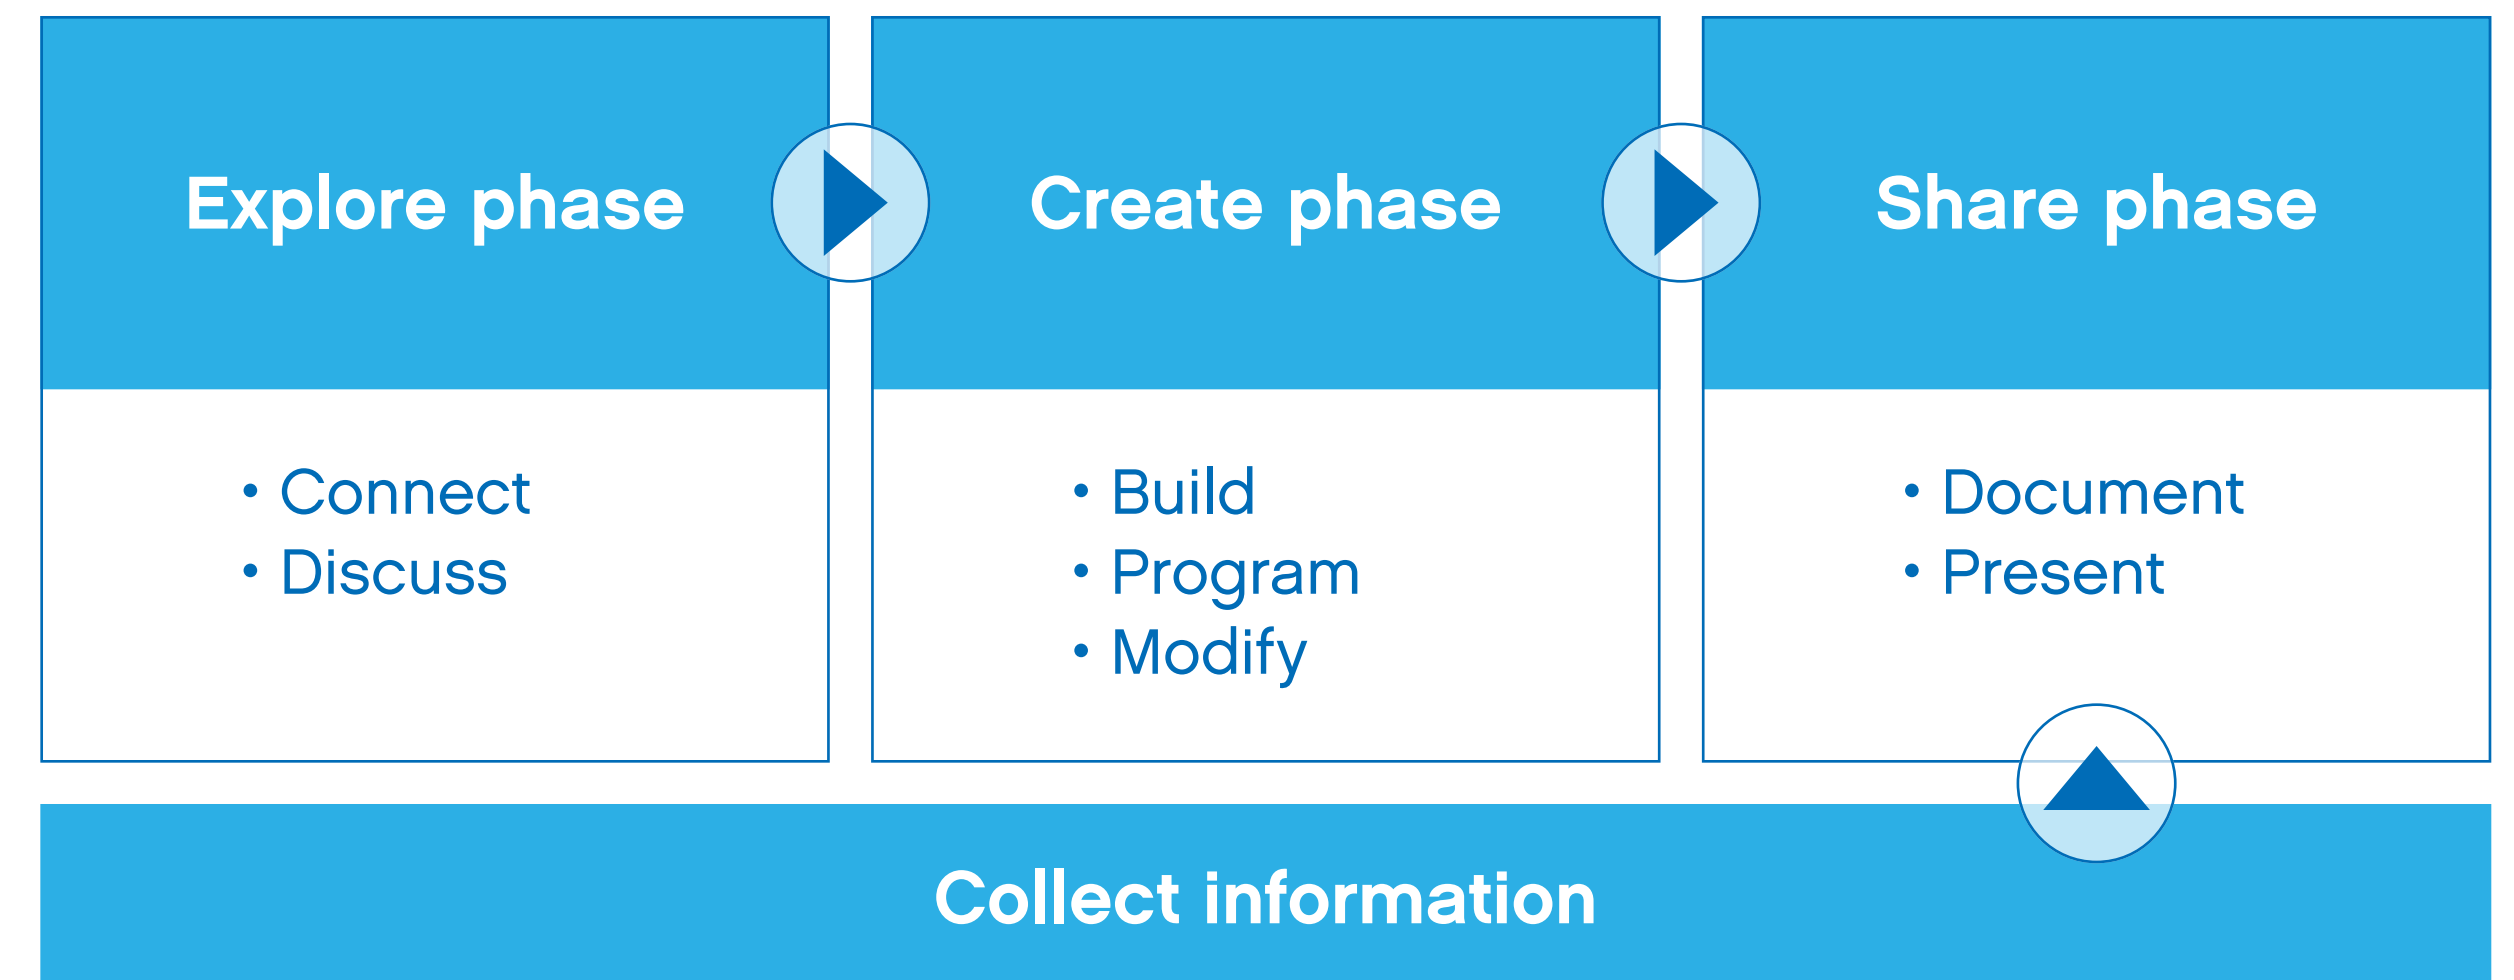 Explore phase
• Connect
• Discuss
Create phase
• Build
• Program
• Modify
Share phase
• Document
• Present
Collect information